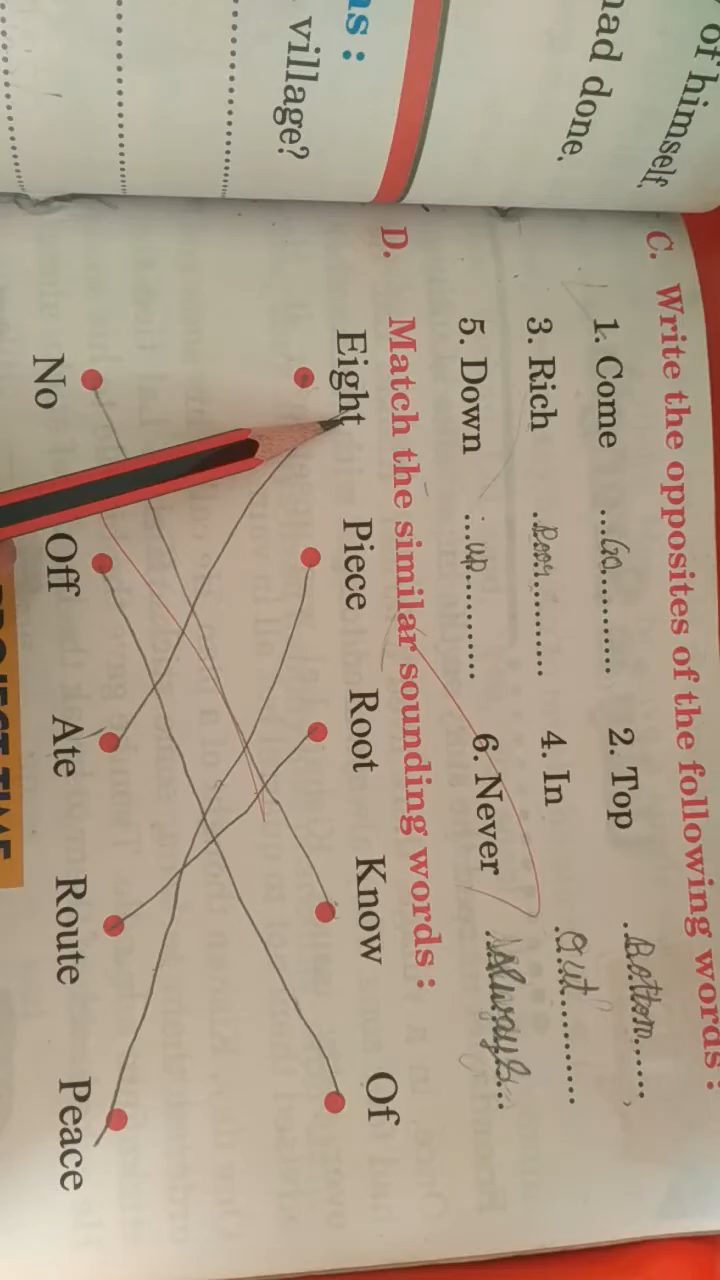 of himself
had done.
ns :
village?
C. Write the opposites of the following words :
1. Come ...Go............ 2. Top ..Bottom......,
3. Rich ..Poor........... 4. In ..Out............
5. Down ...up............ 6. Never ..Always...
D. Match the similar sounding words :
Eight Piece Root Know Of
No Off Ate Route Peace
PROJECT TIME